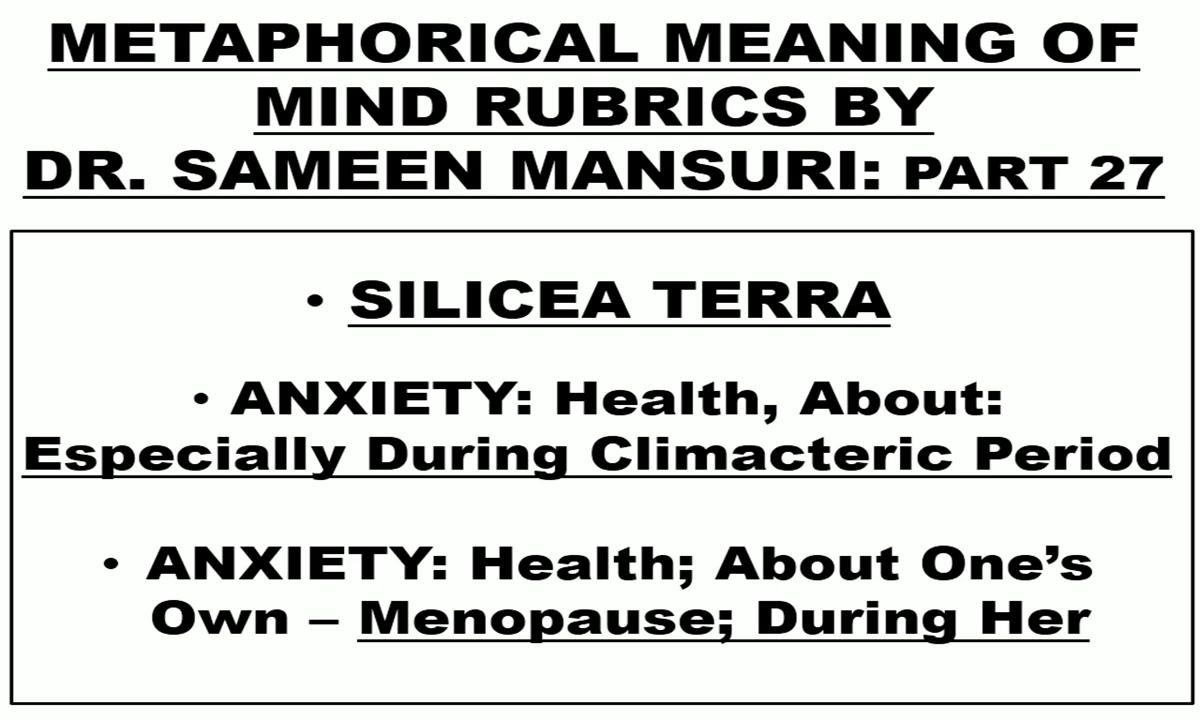 METAPHORICAL MEANING OF
MIND RUBRICS BY
DR. SAMEEN MANSURI: PART 27
• SILICEA TERRA
• ANXIETY: Health, About:
Especially During Climacteric Period
• ANXIETY: Health; About One’s
Own – Menopause; During Her